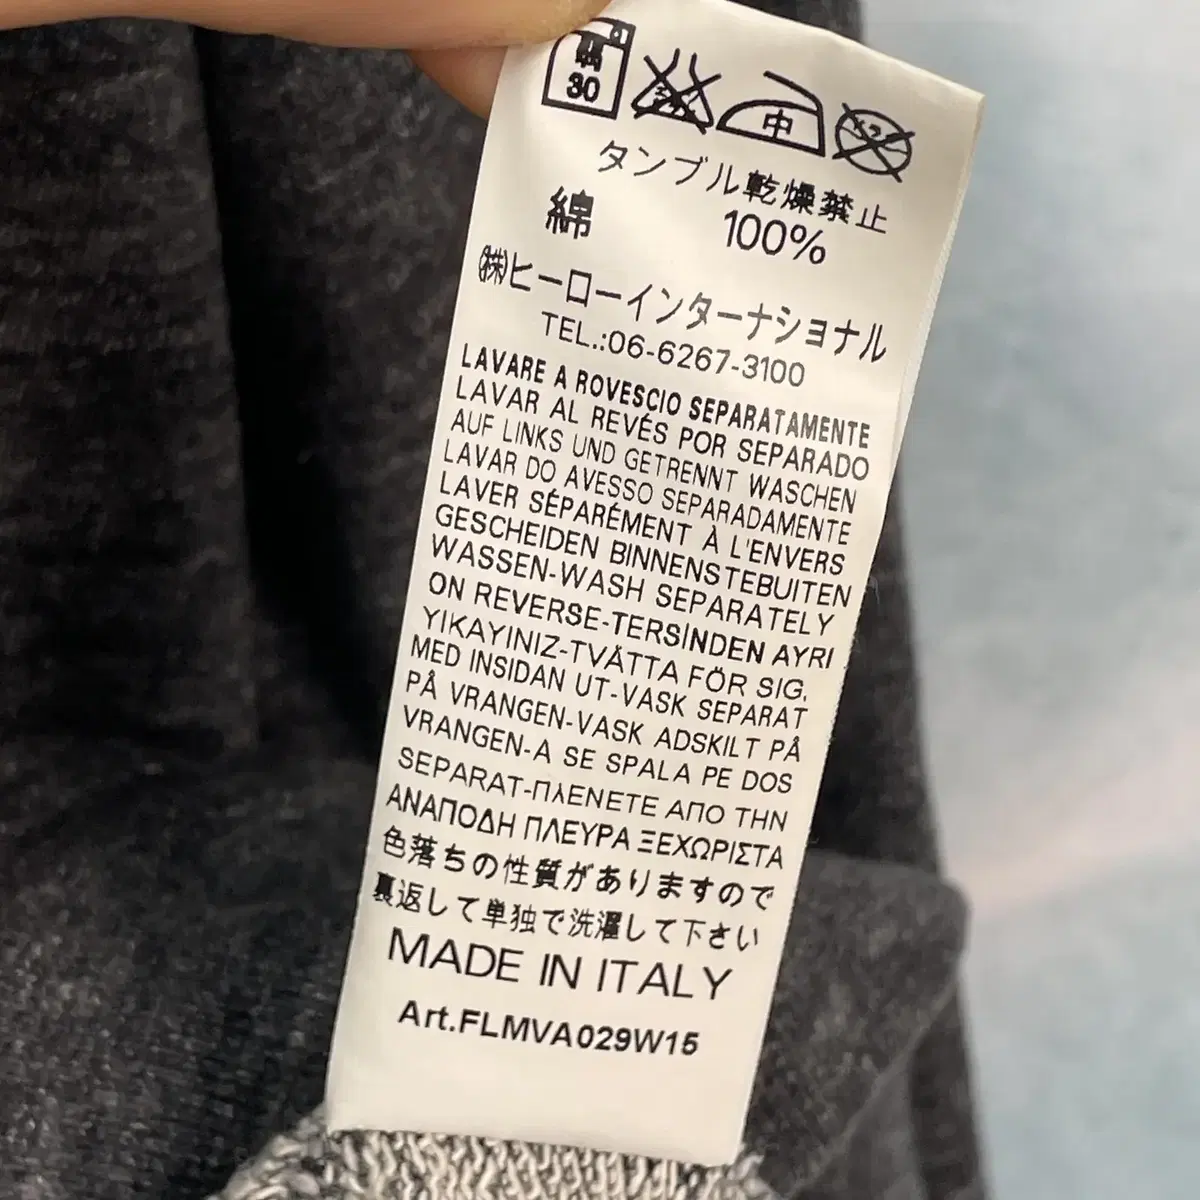 弱
30
中
タンブル乾燥禁止
綿 100%
㈱ヒーローインターナショナル
TEL.:06-6267-3100
LAVARE A ROVESCIO SEPARATAMENTE
LAVAR AL REVÉS POR SEPARADO
AUF LINKS UND GETRENNT WASCHEN
LAVAR DO AVESSO SEPARADAMENTE
LAVER SÉPARÉMENT À L'ENVERS
GESCHEIDEN BINNENSTEBUITEN
WASSEN-WASH SEPARATELY
ON REVERSE-TERSİNDEN AYRI
YIKAYINIZ-TVÄTTA FÖR SIG,
MED INSIDAN UT-VASK SEPARAT
PÅ VRANGEN-VASK ADSKILT PÅ
VRANGEN-A SE SPALA PE DOS
SEPARAT-ΠλΕΝΕΤΕ ΑΠΟ ΤΗΝ
ΑΝΑΠΟΔΗ ΠΛΕΥΡΑ ΞΕΧΩΡΙΣΤΑ
色落ちの性質がありますので
裏返して単独で洗濯して下さい
MADE IN ITALY
Art.FLMVA029W15